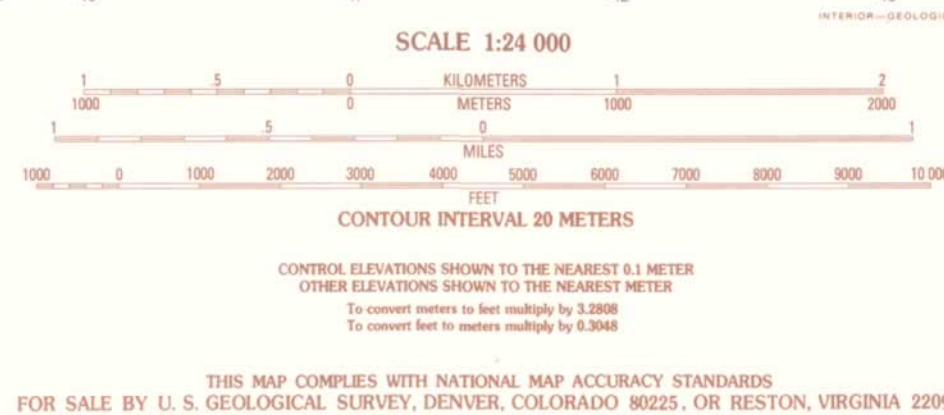 INTERIOR—GEOLOGI
SCALE 1:24 000
1 .5 0 KILOMETERS 1 2
1000 0 METERS 1000 2000
1 .5 0 1
MILES
1000 0 1000 2000 3000 4000 5000 6000 7000 8000 9000 10 000
FEET
CONTOUR INTERVAL 20 METERS
CONTROL ELEVATIONS SHOWN TO THE NEAREST 0.1 METER
OTHER ELEVATIONS SHOWN TO THE NEAREST METER
To convert meters to feet multiply by 3.2808
To convert feet to meters multiply by 0.3048
THIS MAP COMPLIES WITH NATIONAL MAP ACCURACY STANDARDS
FOR SALE BY U. S. GEOLOGICAL SURVEY, DENVER, COLORADO 80225, OR RESTON, VIRGINIA